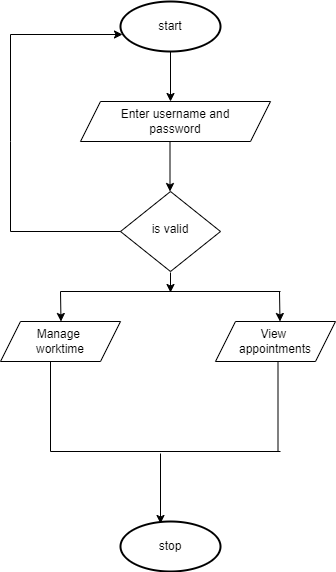 start
Enter username and
password
is valid
Manage
worktime
View
appointments
stop